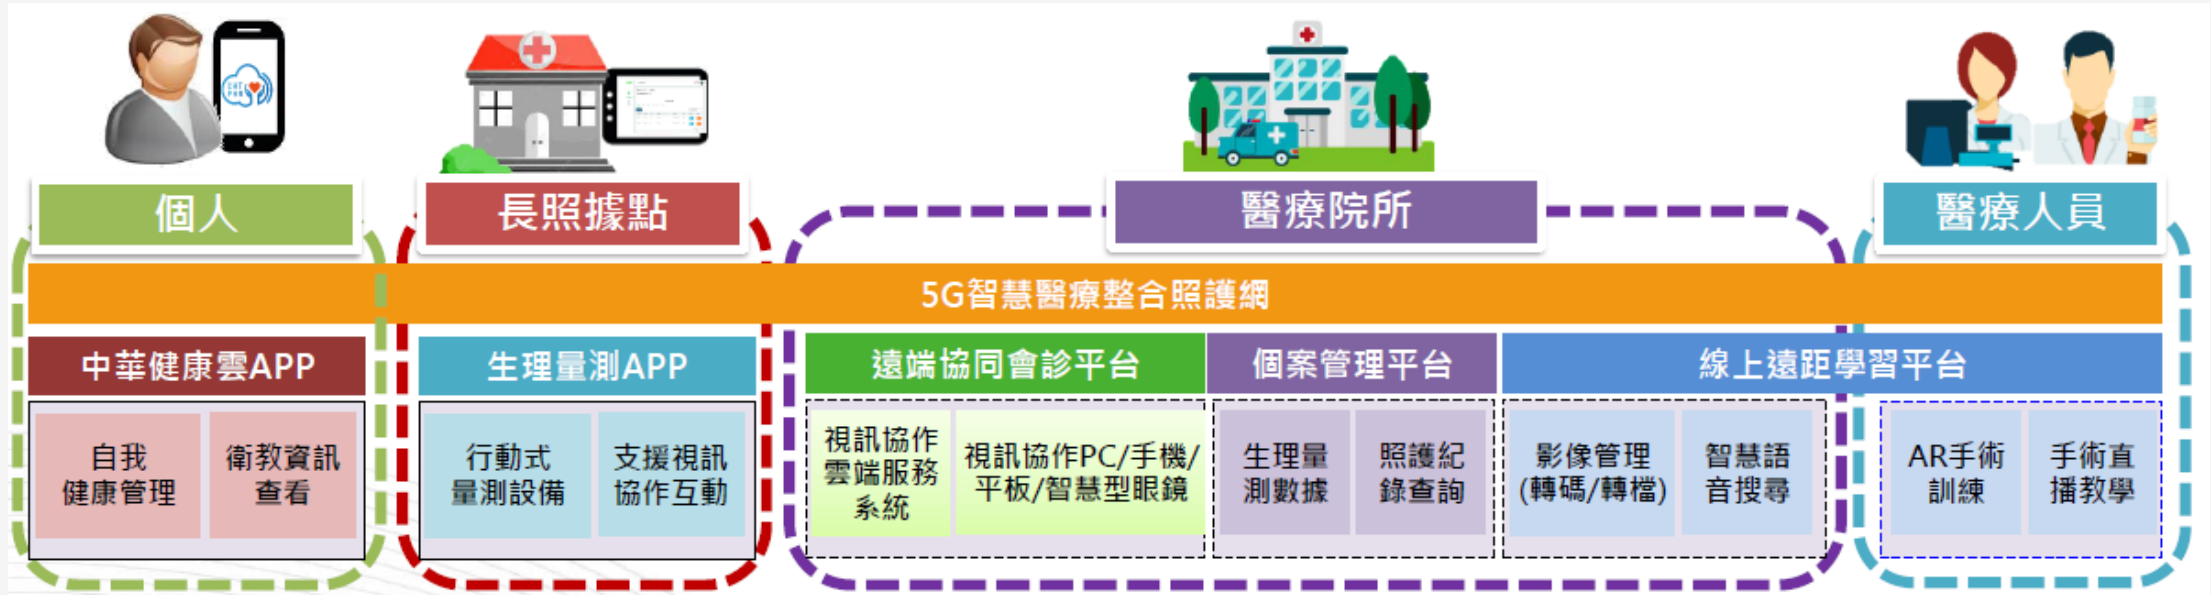 個人
長照據點
醫療院所
醫療人員
5G智慧醫療整合照護網
中華健康雲APP
生理量測APP
遠端協同會診平台
個案管理平台
線上遠距學習平台
自我
健康管理
衛教資訊
查看
行動式
量測設備
支援視訊
協作互動
視訊協作
雲端服務
系統
視訊協作PC/手機/
平板/智慧型眼鏡
生理量
測數據
照護紀
錄查詢
影像管理
(轉碼/轉檔)
智慧語
音搜尋
AR手術
訓練
手術直
播教學